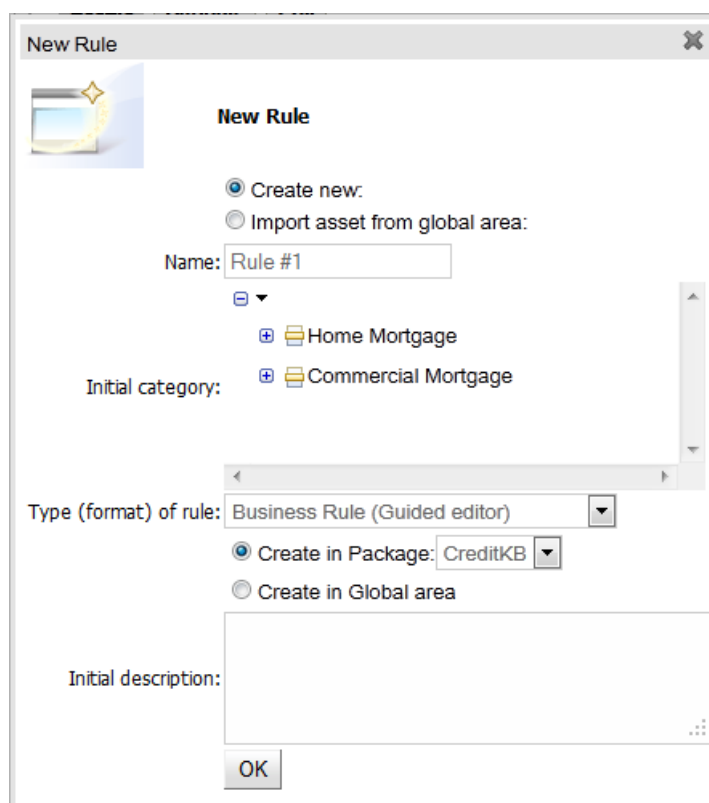 New Rule
New Rule
Create new:
Import asset from global area:
Name: Rule #1
Home Mortgage
Commercial Mortgage
Initial category:
Type (format) of rule: Business Rule (Guided editor)
Create in Package: CreditKB
Create in Global area
Initial description:
OK